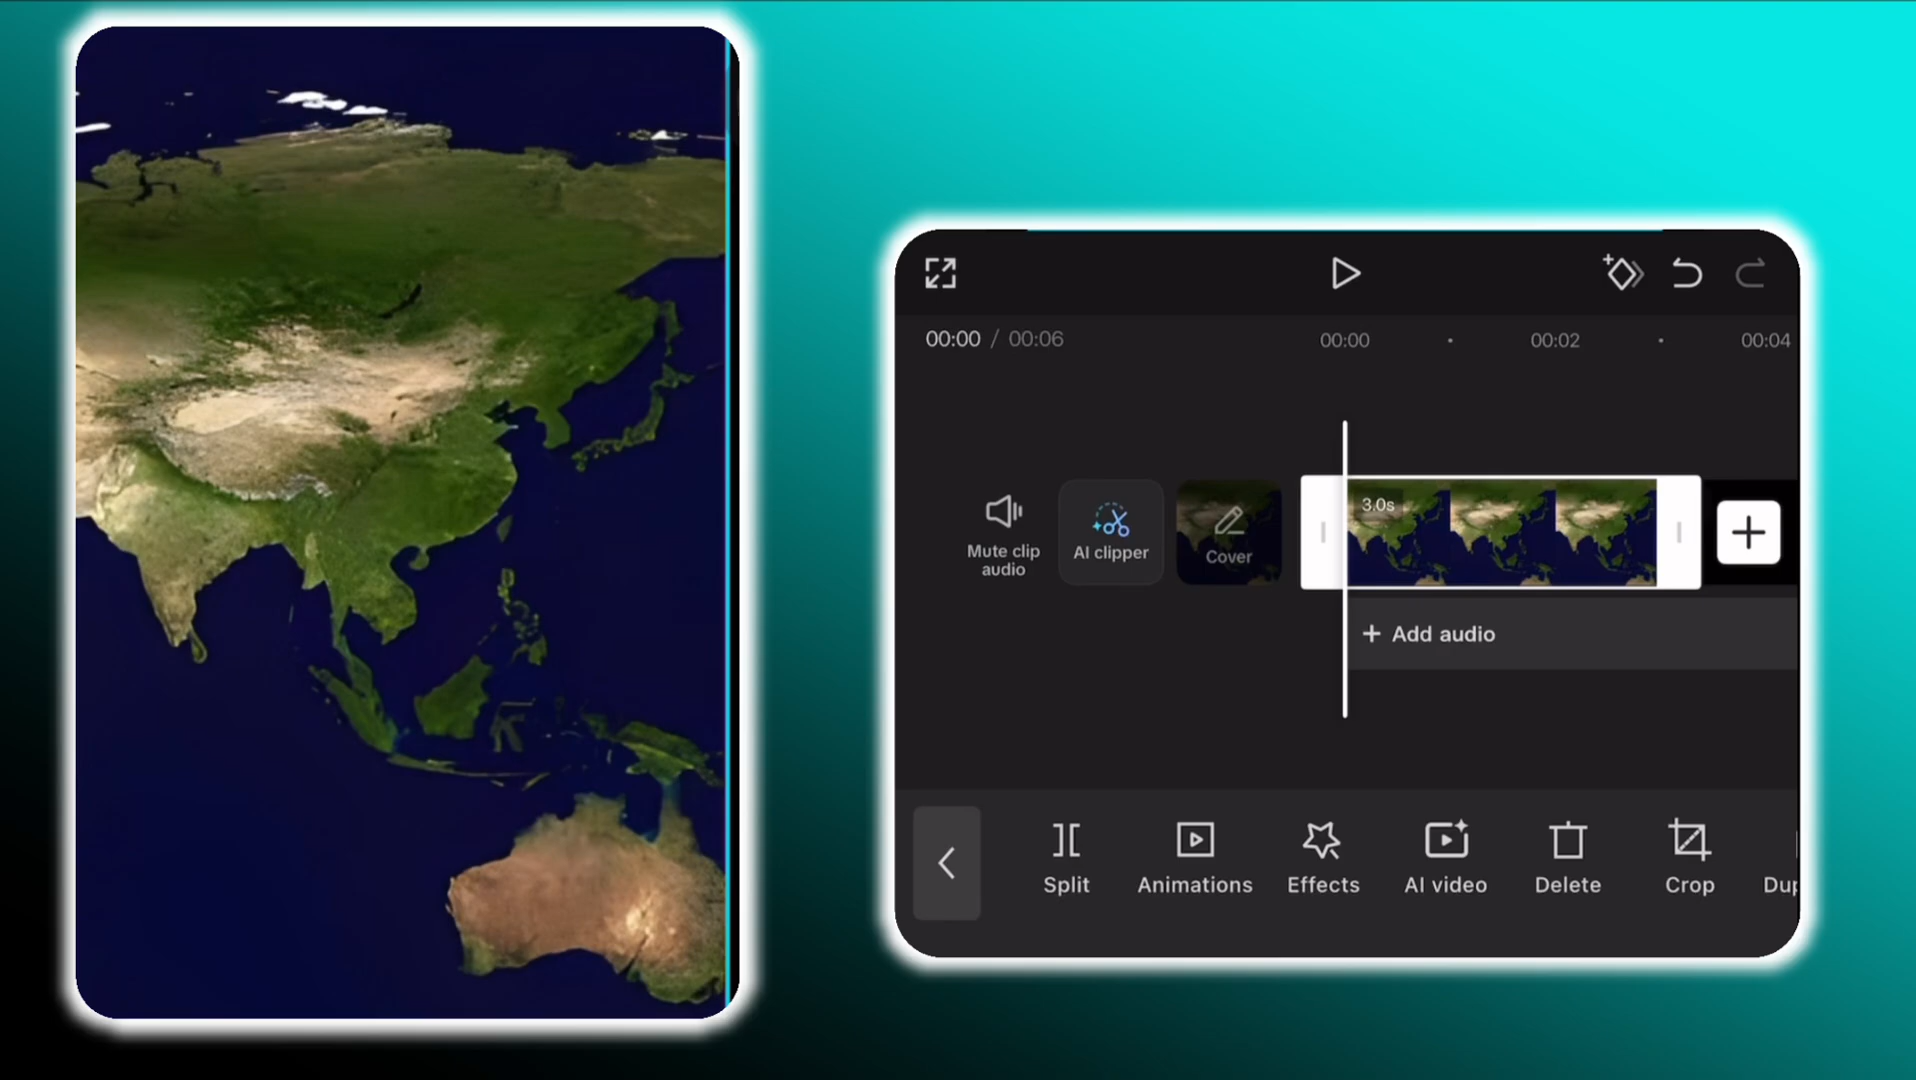 00:00 / 00:06
00:00
00:02
00:04
Mute clip
audio
AI clipper
Cover
3.0s
+ Add audio
Split
Animations
Effects
AI video
Delete
Crop
Dup